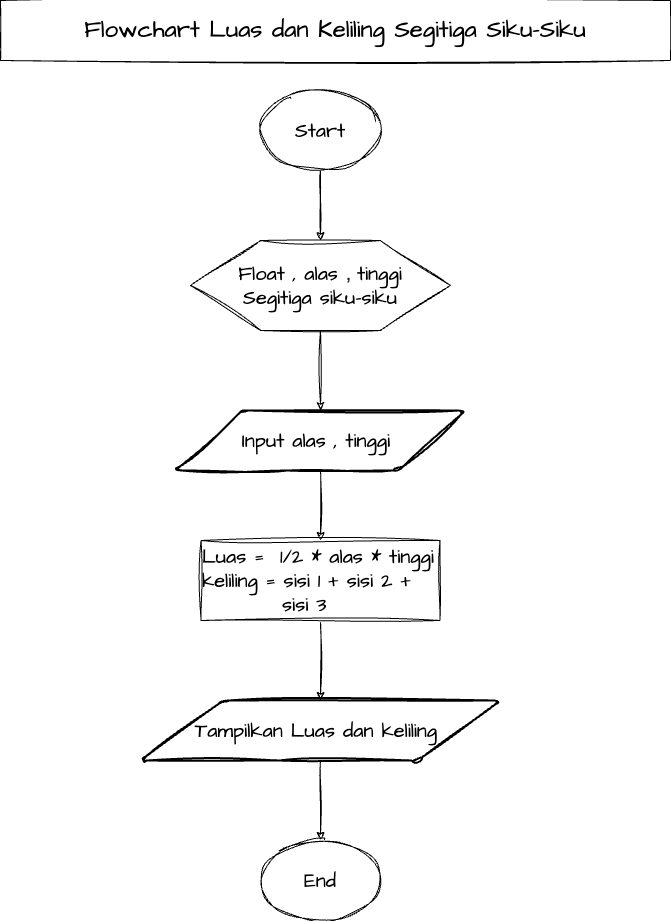 Flowchart Luas dan Keliling Segitiga Siku-Siku
Start
Float , alas , tinggi
Segitiga siku-siku
Input alas , tinggi
Luas = 1/2 * alas * tinggi
keliling = sisi 1 + sisi 2 +
sisi 3
Tampilkan Luas dan keliling
End